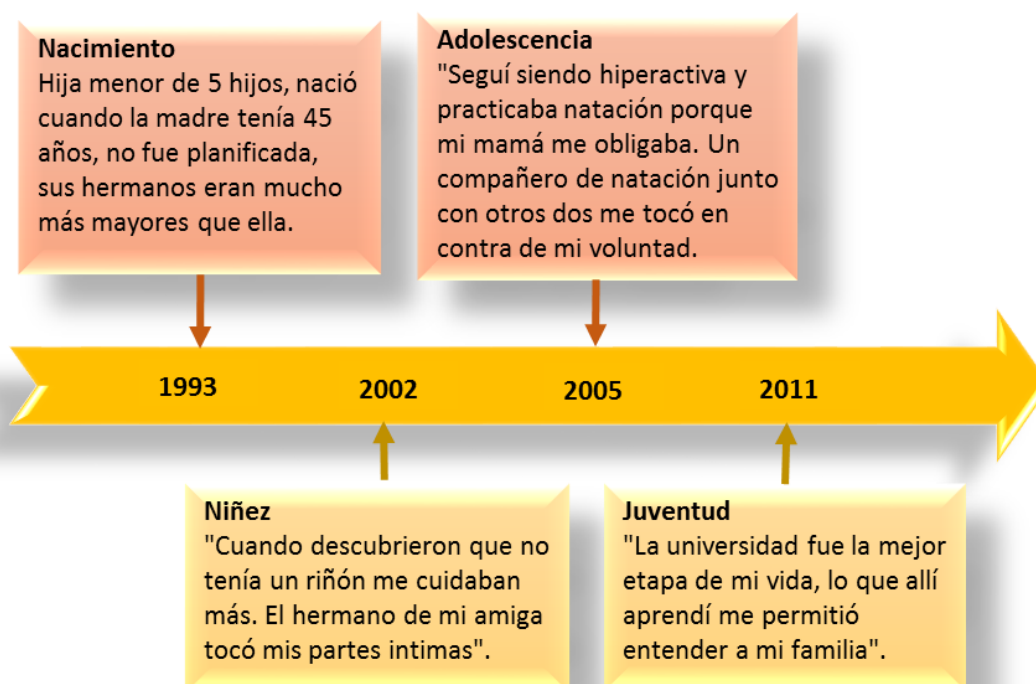 Nacimiento
Hija menor de 5 hijos, nació
cuando la madre tenía 45
años, no fue planificada,
sus hermanos eran mucho
más mayores que ella.
Adolescencia
"Seguí siendo hiperactiva y
practicaba natación porque
mi mamá me obligaba. Un
compañero de natación junto
con otros dos me tocó en
contra de mi voluntad.
1993
2002
2005
2011
Niñez
"Cuando descubrieron que no
tenía un riñón me cuidaban
más. El hermano de mi amiga
tocó mis partes intimas".
Juventud
"La universidad fue la mejor
etapa de mi vida, lo que allí
aprendí me permitió
entender a mi familia".